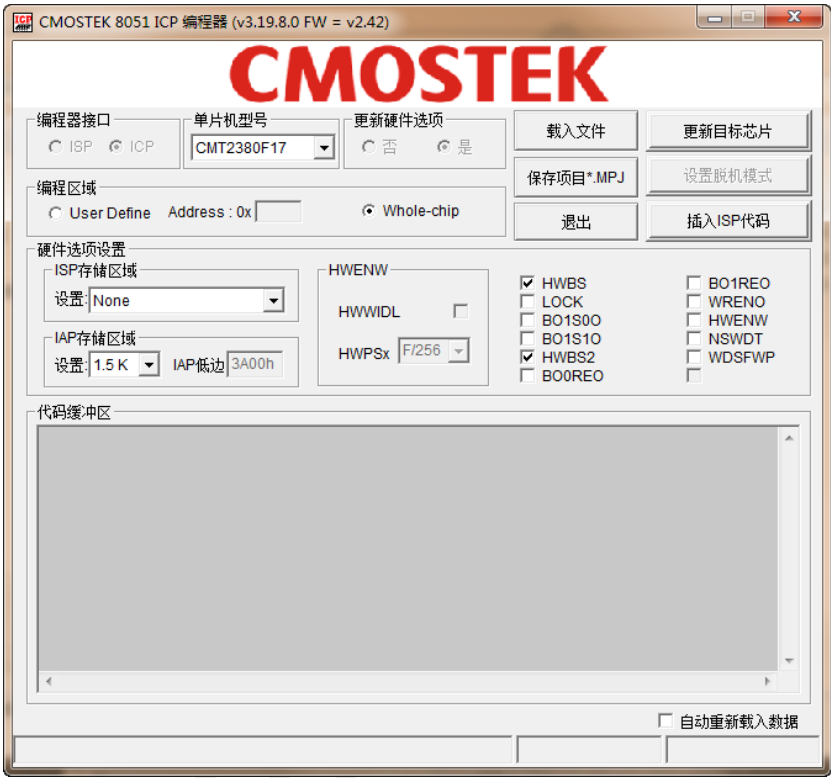 CMOSTEK 8051 ICP 编程器 (v3.19.8.0 FW = v2.42)
CMOSTEK
编程器接口
ISP ICP
单片机型号
CMT2380F17
更新硬件选项
否 是
载入文件
更新目标芯片
保存项目*.MPJ
设置脱机模式
退出
插入ISP代码
编程区域
User Define Address : 0x
Whole-chip
硬件选项设置
ISP存储区域
设置: None
IAP存储区域
设置: 1.5 K IAP低边 3A00h
HWENW
HWWIDL
HWPSx F/256
HWBS
LOCK
BO1S0O
BO1S1O
HWBS2
BO0REO
BO1REO
WRENO
HWENW
NSWDT
WDSFWP
代码缓冲区
自动重新载入数据